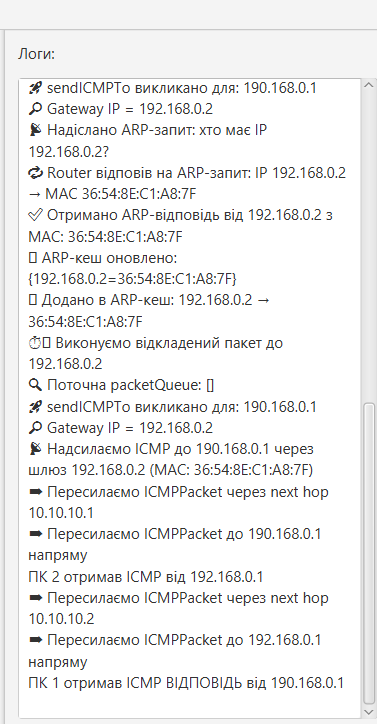 Логи:
🚀 sendICMPTo викликано для: 190.168.0.1
🔎 Gateway IP = 192.168.0.2
📡 Надіслано ARP-запит: хто має IP
192.168.0.2?
🔁 Router відповів на ARP-запит: IP 192.168.0.2
→ MAC 36:54:8E:C1:A8:7F
✅ Отримано ARP-відповідь від 192.168.0.2 з
MAC: 36:54:8E:C1:A8:7F
▯ ARP-кеш оновлено:
{192.168.0.2=36:54:8E:C1:A8:7F}
▯ Додано в ARP-кеш: 192.168.0.2 →
36:54:8E:C1:A8:7F
⏱▯ Виконуємо відкладений пакет до
192.168.0.2
🔍 Поточна packetQueue: []
🚀 sendICMPTo викликано для: 190.168.0.1
🔎 Gateway IP = 192.168.0.2
📡 Надсилаємо ICMP до 190.168.0.1 через
шлюз 192.168.0.2 (MAC: 36:54:8E:C1:A8:7F)
➡ Пересилаємо ICMPPacket через next hop
10.10.10.1
➡ Пересилаємо ICMPPacket до 190.168.0.1
напряму
ПК 2 отримав ICMP від 192.168.0.1
➡ Пересилаємо ICMPPacket через next hop
10.10.10.2
➡ Пересилаємо ICMPPacket до 192.168.0.1
напряму
ПК 1 отримав ICMP ВІДПОВІДЬ від 190.168.0.1